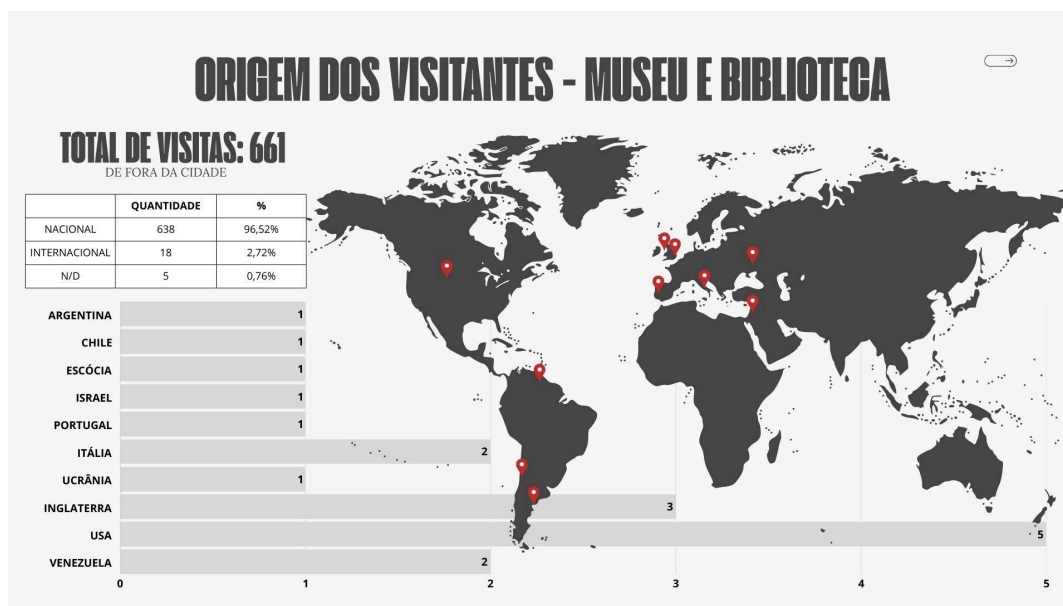 ORIGEM DOS VISITANTES - MUSEU E BIBLIOTECA
TOTAL DE VISITAS: 661
DE FORA DA CIDADE
QUANTIDADE %
NACIONAL 638 96,52%
INTERNACIONAL 18 2,72%
N/D 5 0,76%
ARGENTINA 1
CHILE 1
ESCÓCIA 1
ISRAEL 1
PORTUGAL 1
ITÁLIA 2
UCRÂNIA 1
INGLATERRA 3
USA 5
VENEZUELA 2
0 1 2 3 4 5